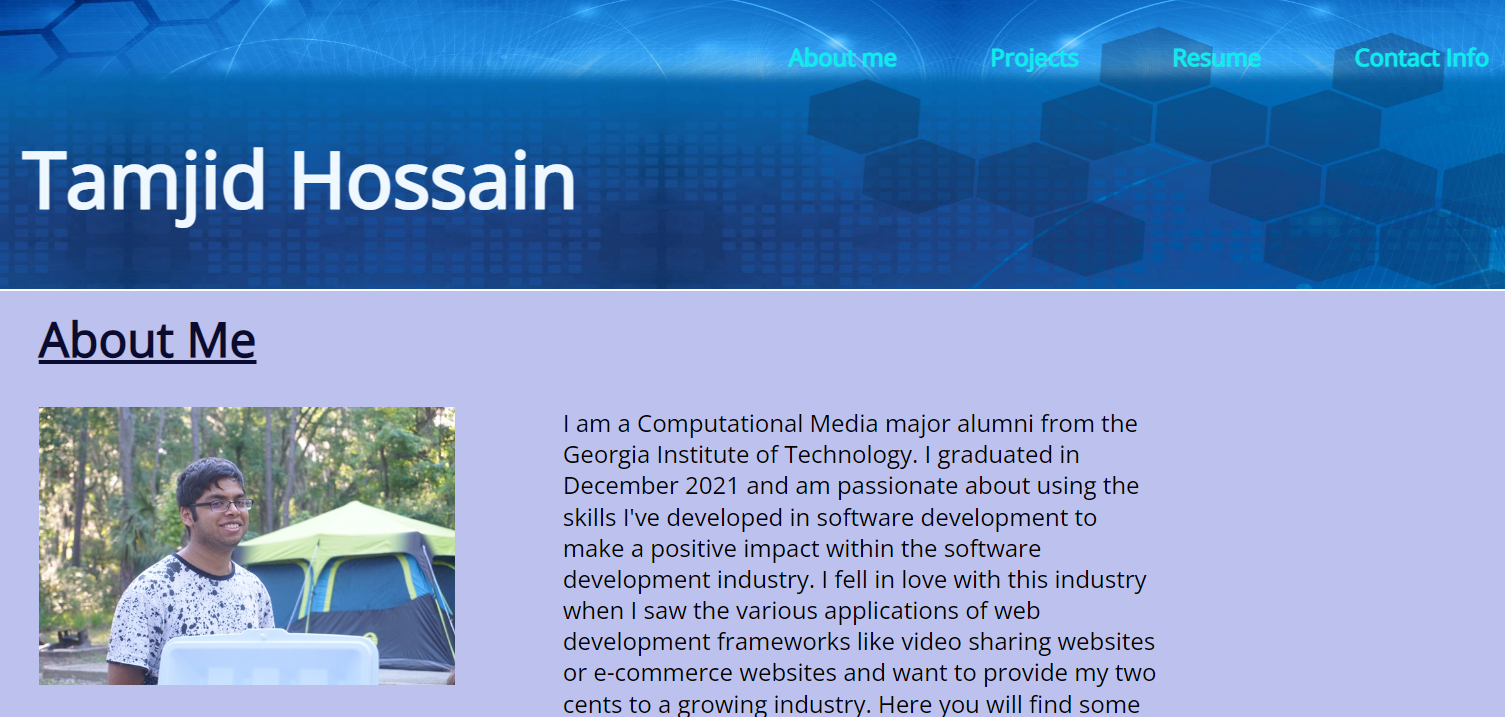 About me Projects Resume Contact Info
Tamjid Hossain
About Me
I am a Computational Media major alumni from the
Georgia Institute of Technology. I graduated in
December 2021 and am passionate about using the
skills I've developed in software development to
make a positive impact within the software
development industry. I fell in love with this industry
when I saw the various applications of web
development frameworks like video sharing websites
or e-commerce websites and want to provide my two
cents to a growing industry. Here you will find some